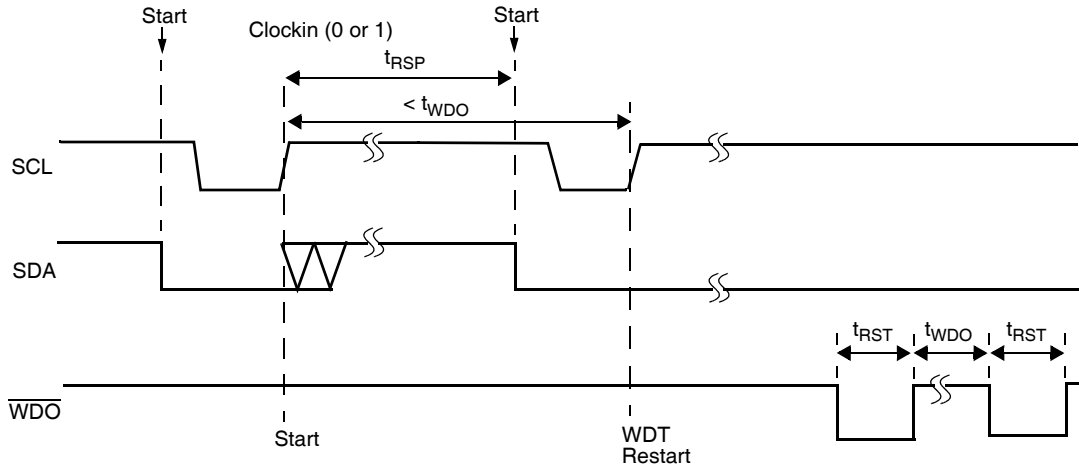 Start
Start
Clockin (0 or 1)
tRSP
< tWDO
SCL
SDA
tRST
tWDO
tRST
WDO
Start
WDT
Restart